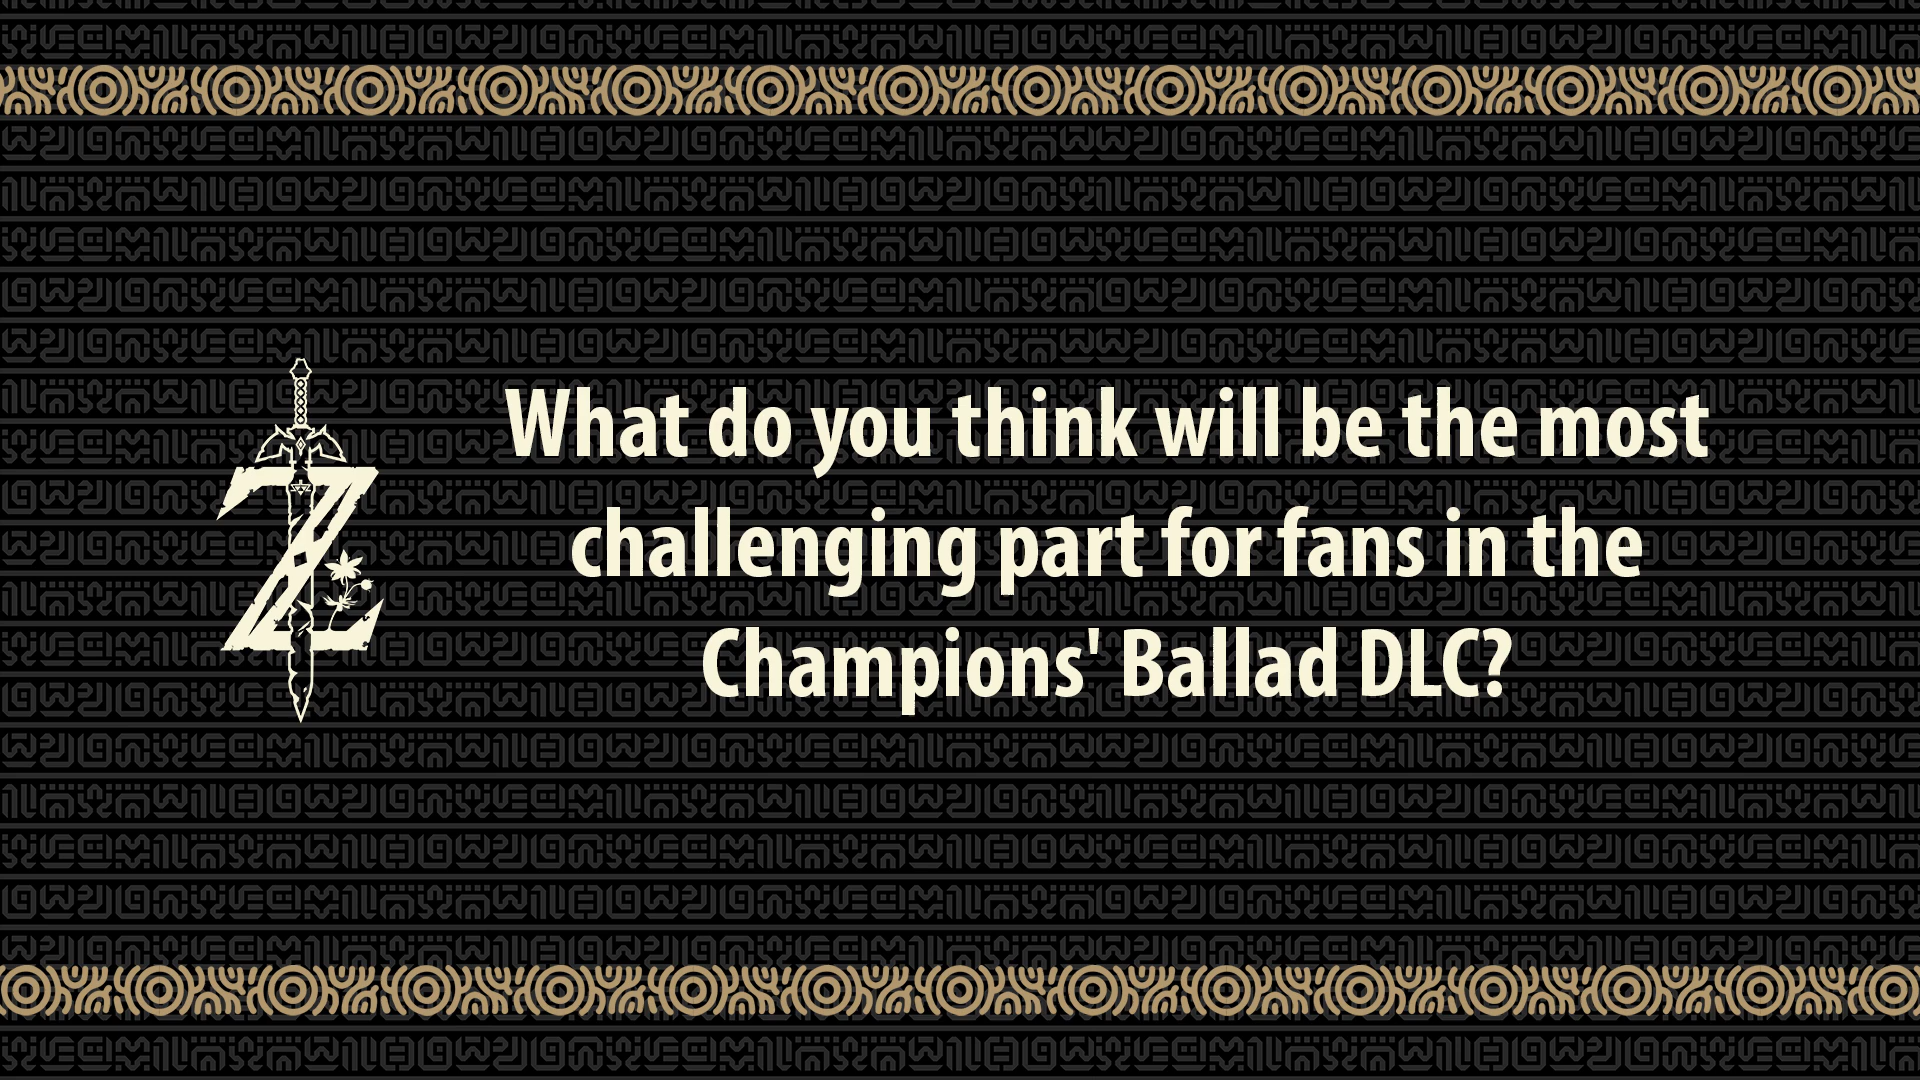 What do you think will be the most
challenging part for fans in the
Champions' Ballad DLC?